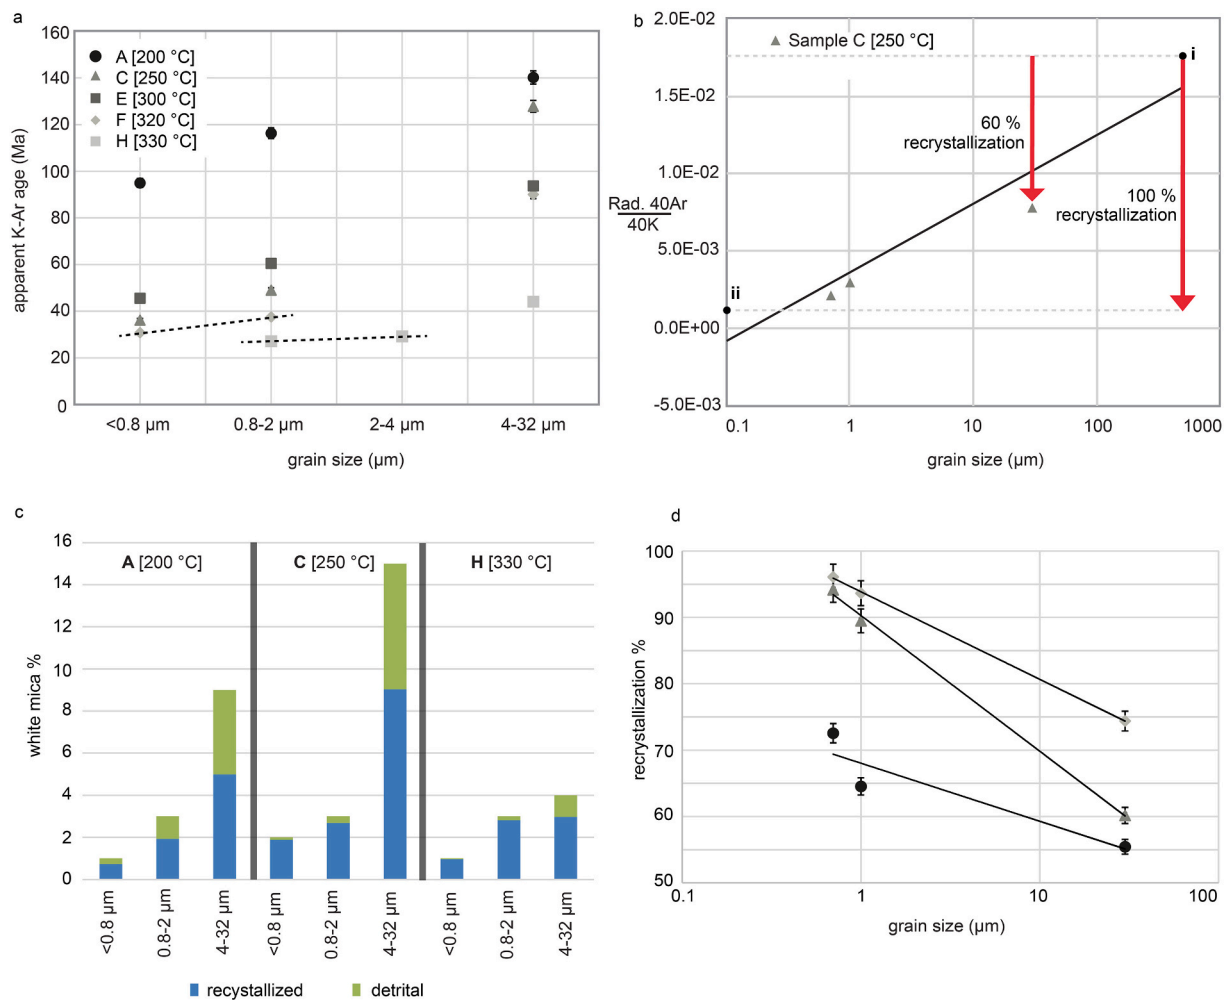 a
160
140
120
100
80
60
40
20
0
apparent K-Ar age (Ma)
A [200 °C]
C [250 °C]
E [300 °C]
F [320 °C]
H [330 °C]
<0.8 µm
0.8-2 µm
2-4 µm
4-32 µm
grain size (µm)
b
2.0E-02
1.5E-02
1.0E-02
5.0E-03
0.0E+00
-5.0E-03
Rad. 40Ar
40K
Sample C [250 °C]
i
60 %
recrystallization
100 %
recrystallization
ii
0.1
1
10
100
1000
grain size (µm)
c
16
14
12
10
8
6
4
2
0
white mica %
A [200 °C]
C [250 °C]
H [330 °C]
<0.8 µm
0.8-2 µm
4-32 µm
<0.8 µm
0.8-2 µm
4-32 µm
<0.8 µm
0.8-2 µm
4-32 µm
recystallized
detrital
d
100
90
80
70
60
50
recrystallization %
0.1
1
10
100
grain size (µm)